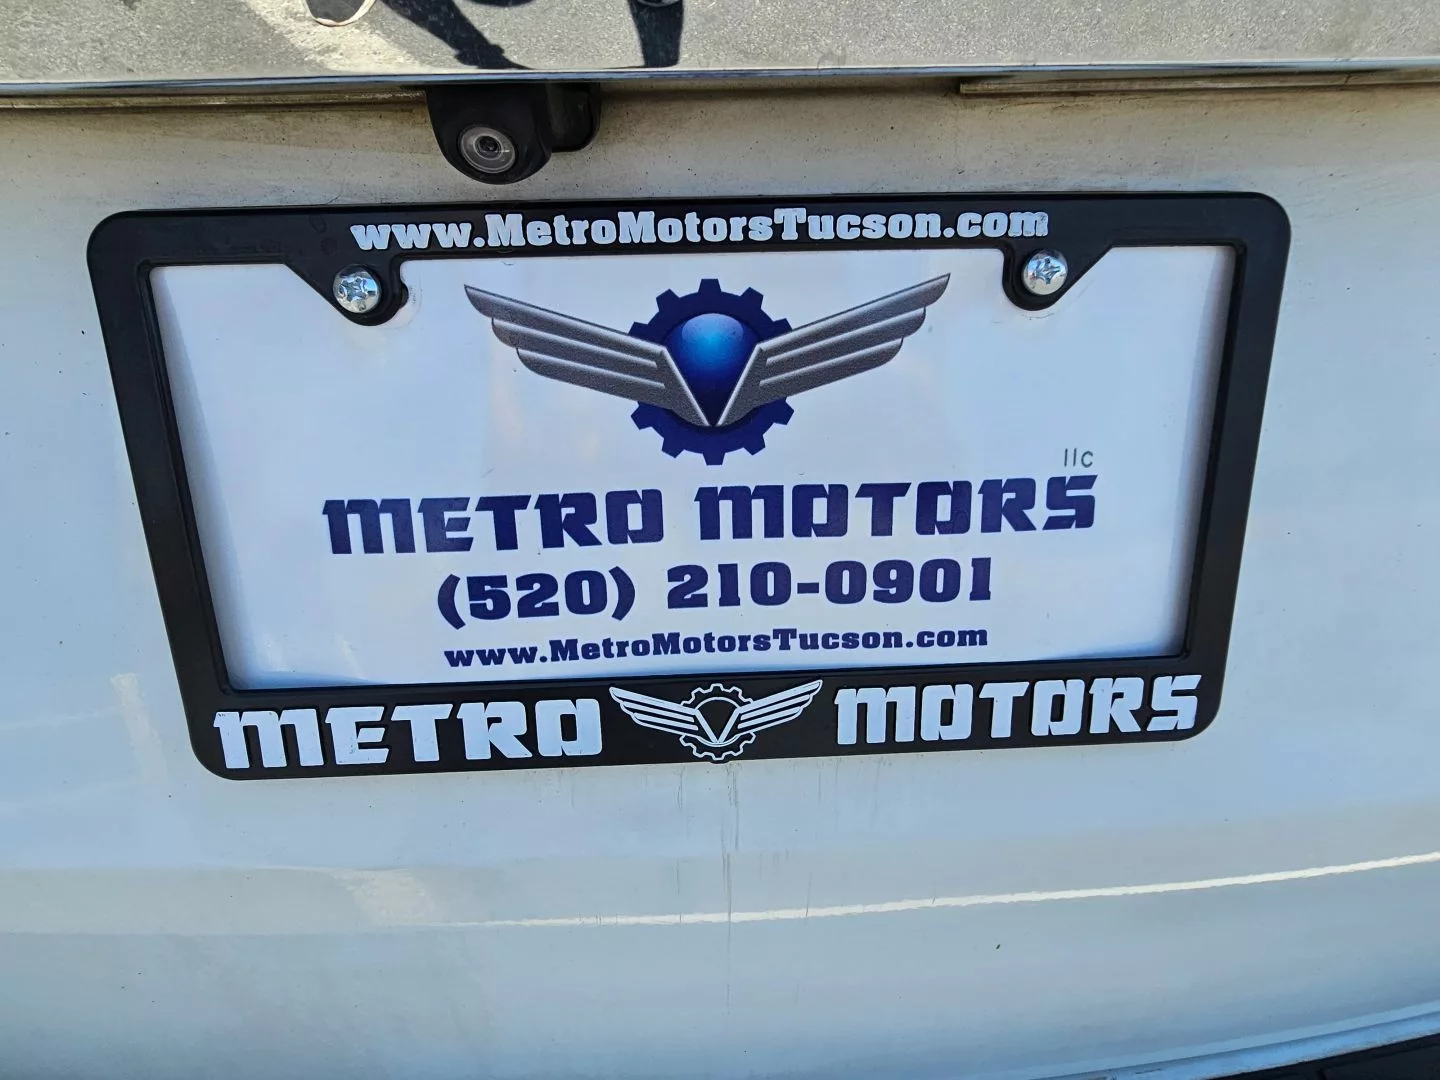 www.MetroMotorsTucson.com
llc
METRO MOTORS
(520) 210-0901
www.MetroMotorsTucson.com
METRO MOTORS